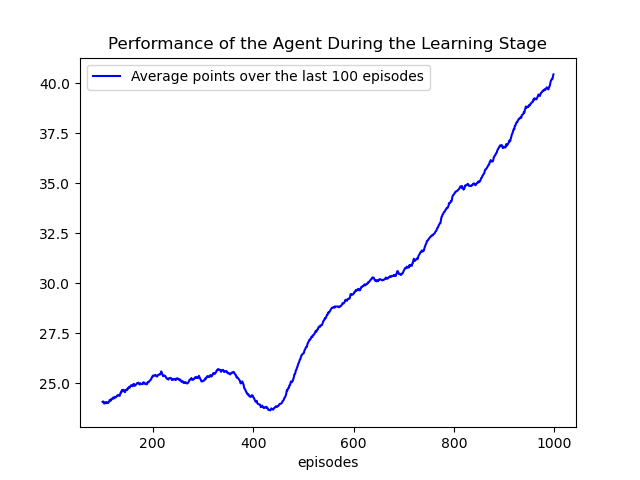 Performance of the Agent During the Learning Stage
Average points over the last 100 episodes
40.0
37.5
35.0
32.5
30.0
27.5
25.0
200 400 600 800 1000
episodes